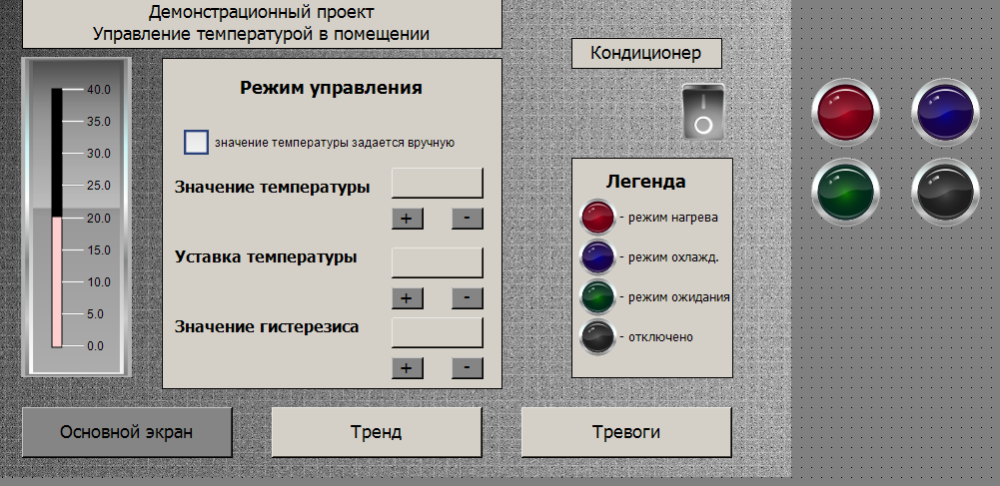 Демонстрационный проект
Управление температурой в помещении
40.0
35.0
30.0
25.0
20.0
15.0
10.0
5.0
0.0
Режим управления
значение температуры задается вручную
Значение температуры
+ -
Уставка температуры
+ -
Значение гистерезиса
+ -
Кондиционер
Легенда
- режим нагрева
- режим охлажд.
- режим ожидания
- отключено
Основной экран
Тренд
Тревоги